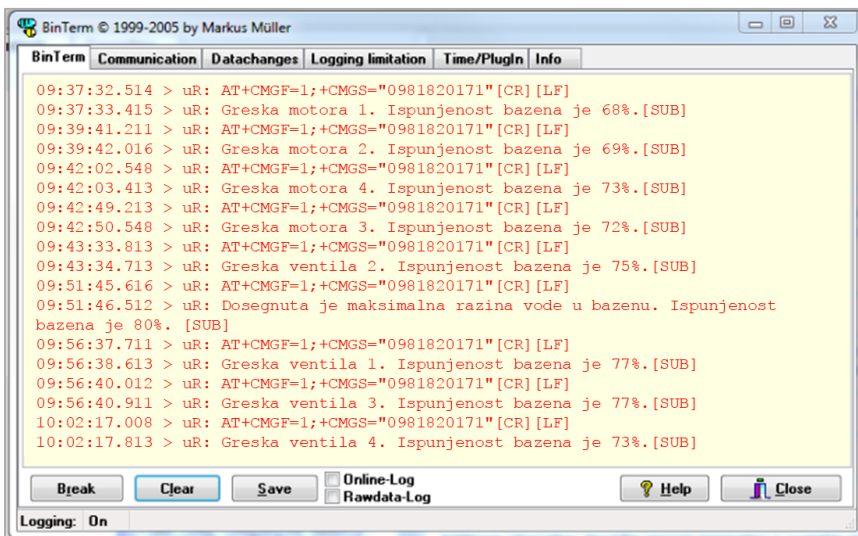 BinTerm © 1999-2005 by Markus Müller
BinTerm Communication Datachanges Logging limitation Time/PlugIn Info
09:37:32.514 > uR: AT+CMGF=1;+CMGS="0981820171"[CR][LF]
09:37:33.415 > uR: Greska motora 1. Ispunjenost bazena je 68%.[SUB]
09:39:41.211 > uR: AT+CMGF=1;+CMGS="0981820171"[CR][LF]
09:39:42.016 > uR: Greska motora 2. Ispunjenost bazena je 69%.[SUB]
09:42:02.548 > uR: AT+CMGF=1;+CMGS="0981820171"[CR][LF]
09:42:03.413 > uR: Greska motora 4. Ispunjenost bazena je 73%.[SUB]
09:42:49.213 > uR: AT+CMGF=1;+CMGS="0981820171"[CR][LF]
09:42:50.548 > uR: Greska motora 3. Ispunjenost bazena je 72%.[SUB]
09:43:33.813 > uR: AT+CMGF=1;+CMGS="0981820171"[CR][LF]
09:43:34.713 > uR: Greska ventila 2. Ispunjenost bazena je 75%.[SUB]
09:51:45.616 > uR: AT+CMGF=1;+CMGS="0981820171"[CR][LF]
09:51:46.512 > uR: Dosegnuta je maksimalna razina vode u bazenu. Ispunjenost
bazena je 80%. [SUB]
09:56:37.711 > uR: AT+CMGF=1;+CMGS="0981820171"[CR][LF]
09:56:38.613 > uR: Greska ventila 1. Ispunjenost bazena je 77%.[SUB]
09:56:40.012 > uR: AT+CMGF=1;+CMGS="0981820171"[CR][LF]
09:56:40.911 > uR: Greska ventila 3. Ispunjenost bazena je 77%.[SUB]
10:02:17.008 > uR: AT+CMGF=1;+CMGS="0981820171"[CR][LF]
10:02:17.813 > uR: Greska ventila 4. Ispunjenost bazena je 73%.[SUB]
Break Clear Save Online-Log Help Close
Rawdata-Log
Logging: On